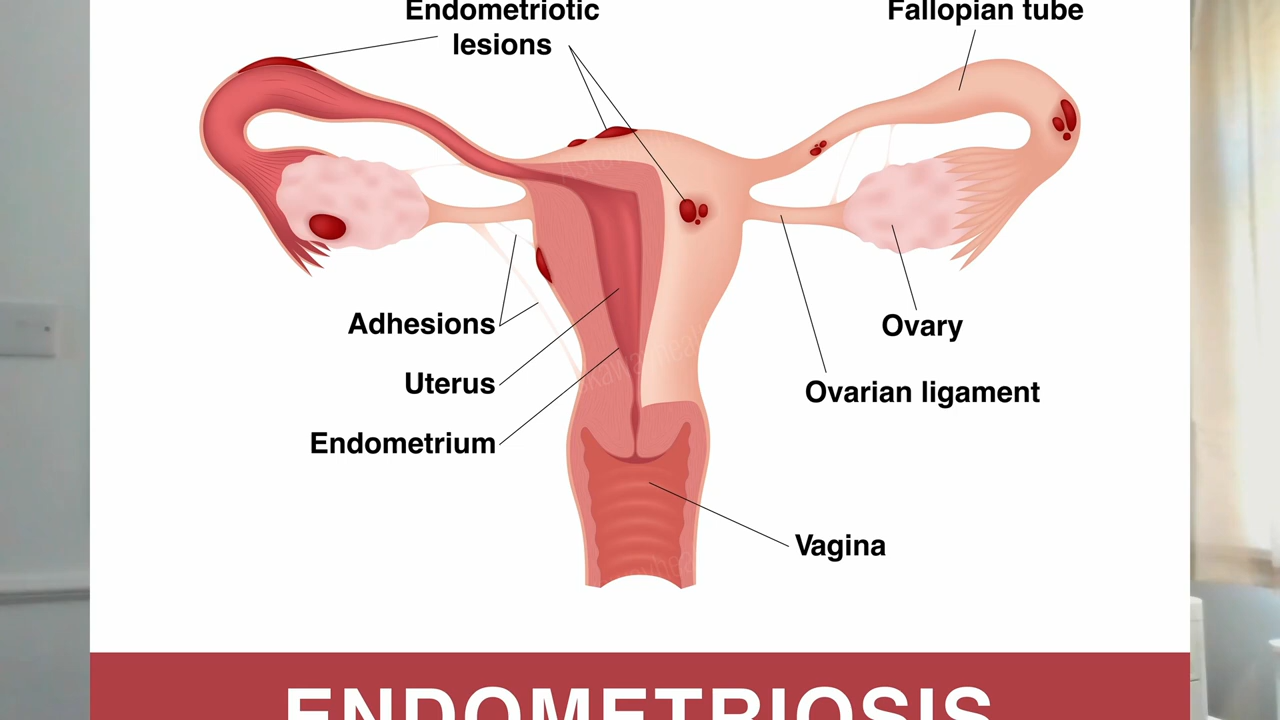 Endometriotic
lesions
Fallopian tube
Adhesions
Uterus
Endometrium
Ovary
Ovarian ligament
Vagina
ENDOMETRIOSIS